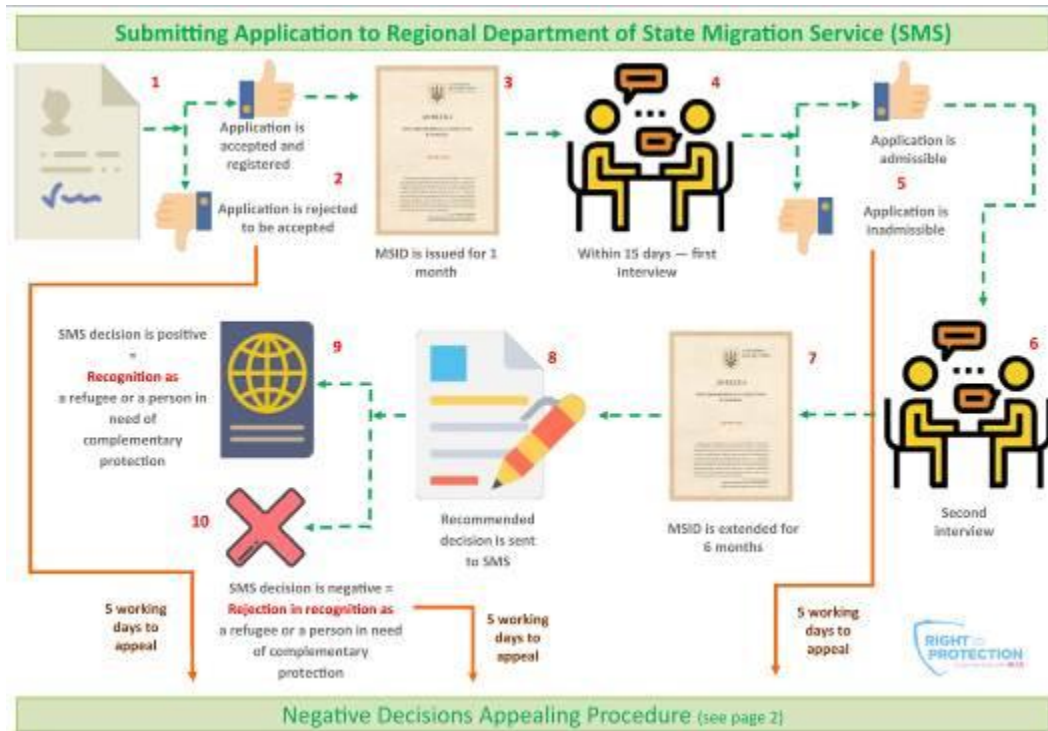 Submitting Application to Regional Department of State Migration Service (SMS)
1
Application is
accepted and
registered
2
Application is rejected
to be accepted
3
MSID is issued for 1
month
4
Within 15 days — first
interview
Application is
admissible
5
Application is
inadmissible
6
Second
interview
7
MSID is extended for
6 months
8
Recommended
decision is sent
to SMS
9
SMS decision is positive
=
Recognition as
a refugee or a person in
need of
complementary
protection
10
SMS decision is negative =
Rejection in recognition as
a refugee or a person in need
of complementary
protection
5 working
days to
appeal
5 working
days to
appeal
5 working
days to
appeal
RIGHT TO
PROTECTION
Negative Decisions Appealing Procedure (see page 2)